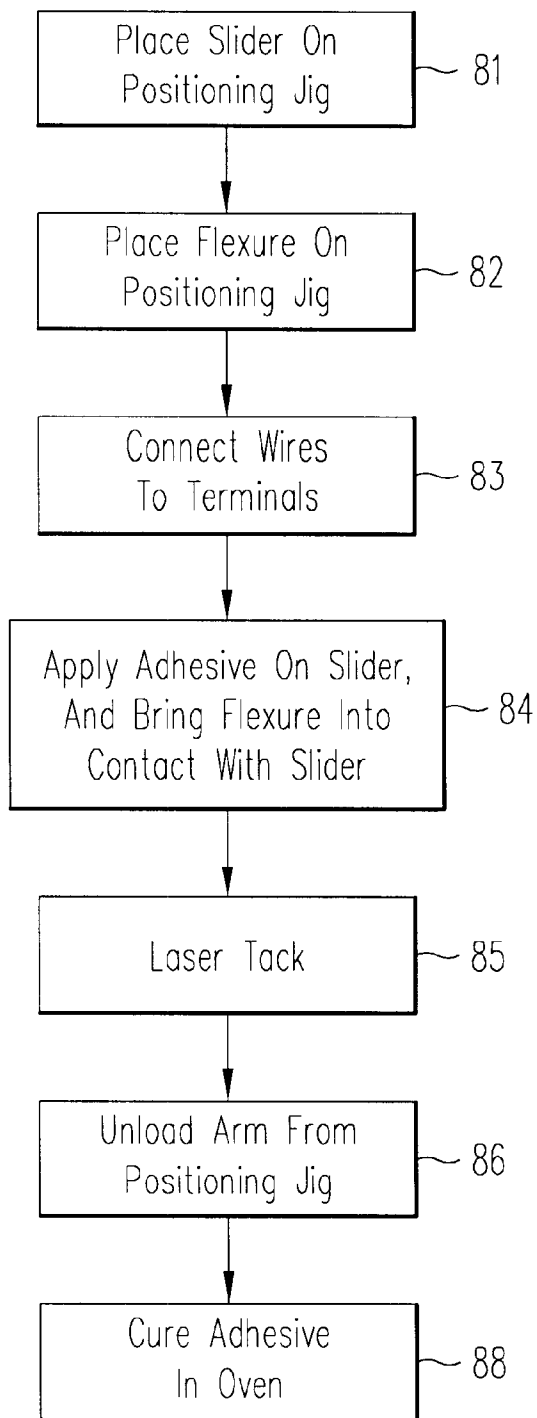 Place Slider On
Positioning Jig
81
Place Flexure On
Positioning Jig
82
Connect Wires
To Terminals
83
Apply Adhesive On Slider,
And Bring Flexure Into
Contact With Slider
84
Laser Tack
85
Unload Arm From
Positioning Jig
86
Cure Adhesive
In Oven
88